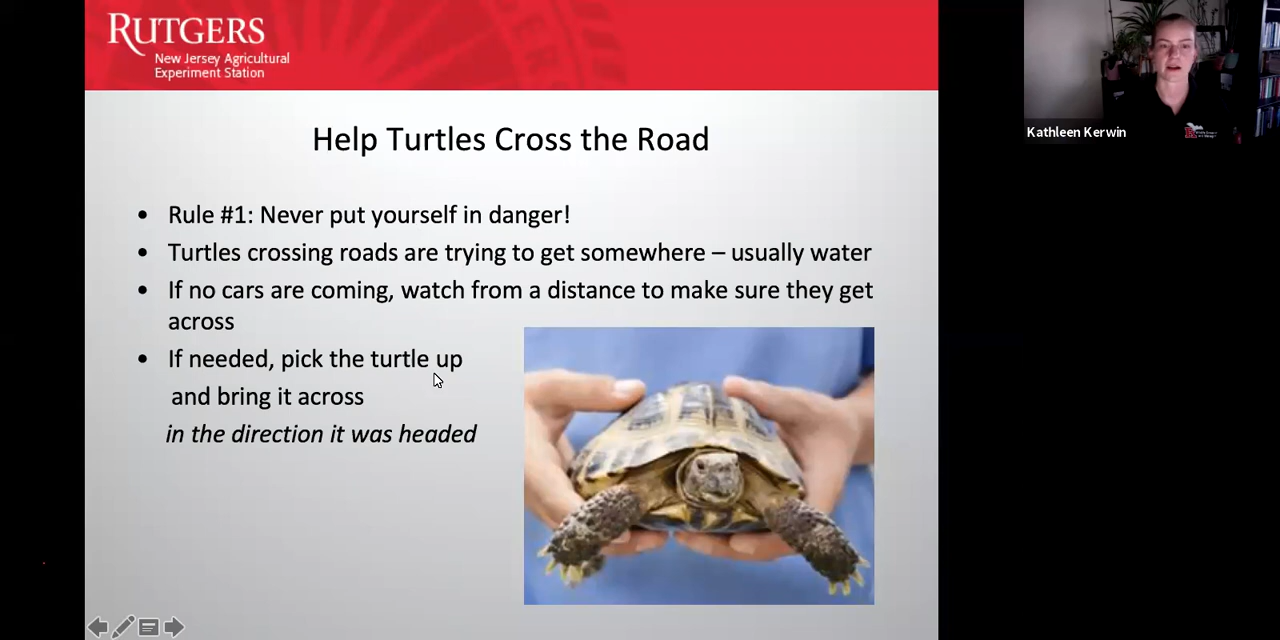 RUTGERS
New Jersey Agricultural
Experiment Station
Help Turtles Cross the Road
• Rule #1: Never put yourself in danger!
• Turtles crossing roads are trying to get somewhere – usually water
• If no cars are coming, watch from a distance to make sure they get
across
• If needed, pick the turtle up
and bring it across
in the direction it was headed
Kathleen Kerwin